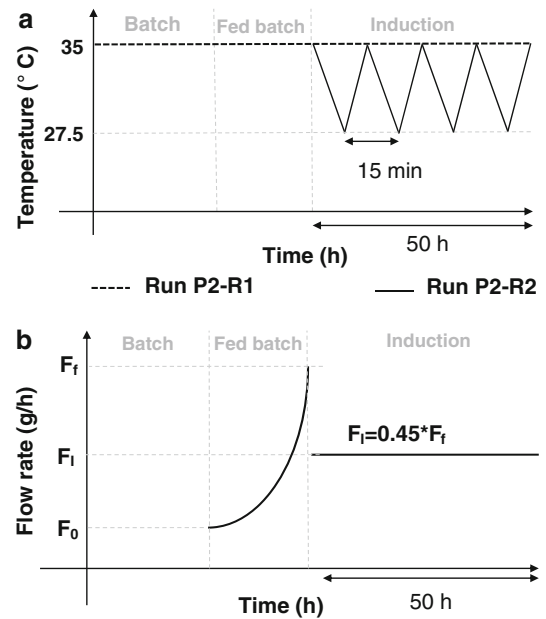 a
Batch
Fed batch
Induction
35
27.5
Temperature (° C)
15 min
50 h
Time (h)
Run P2-R1
Run P2-R2
b
Batch
Fed batch
Induction
Ff
FI
F0
FI=0.45*Ff
Flow rate (g/h)
50 h
Time (h)